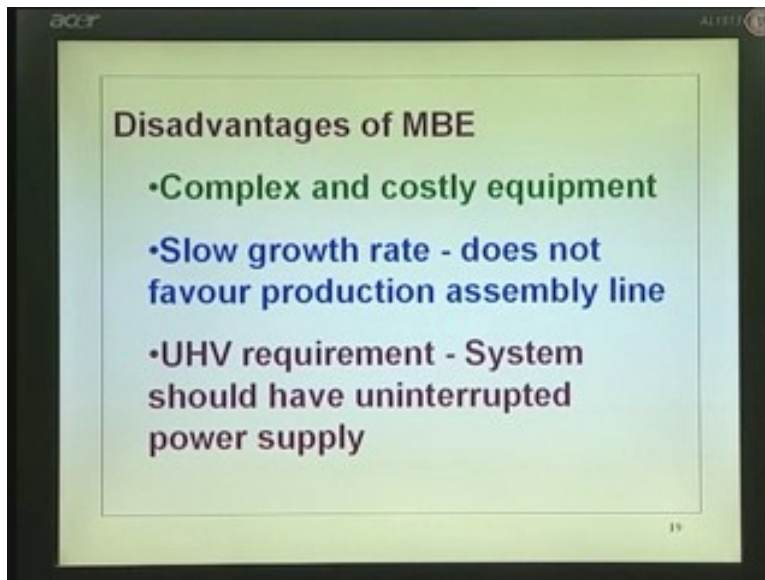 acer
Disadvantages of MBE
•Complex and costly equipment
•Slow growth rate - does not
favour production assembly line
•UHV requirement - System
should have uninterrupted
power supply
19